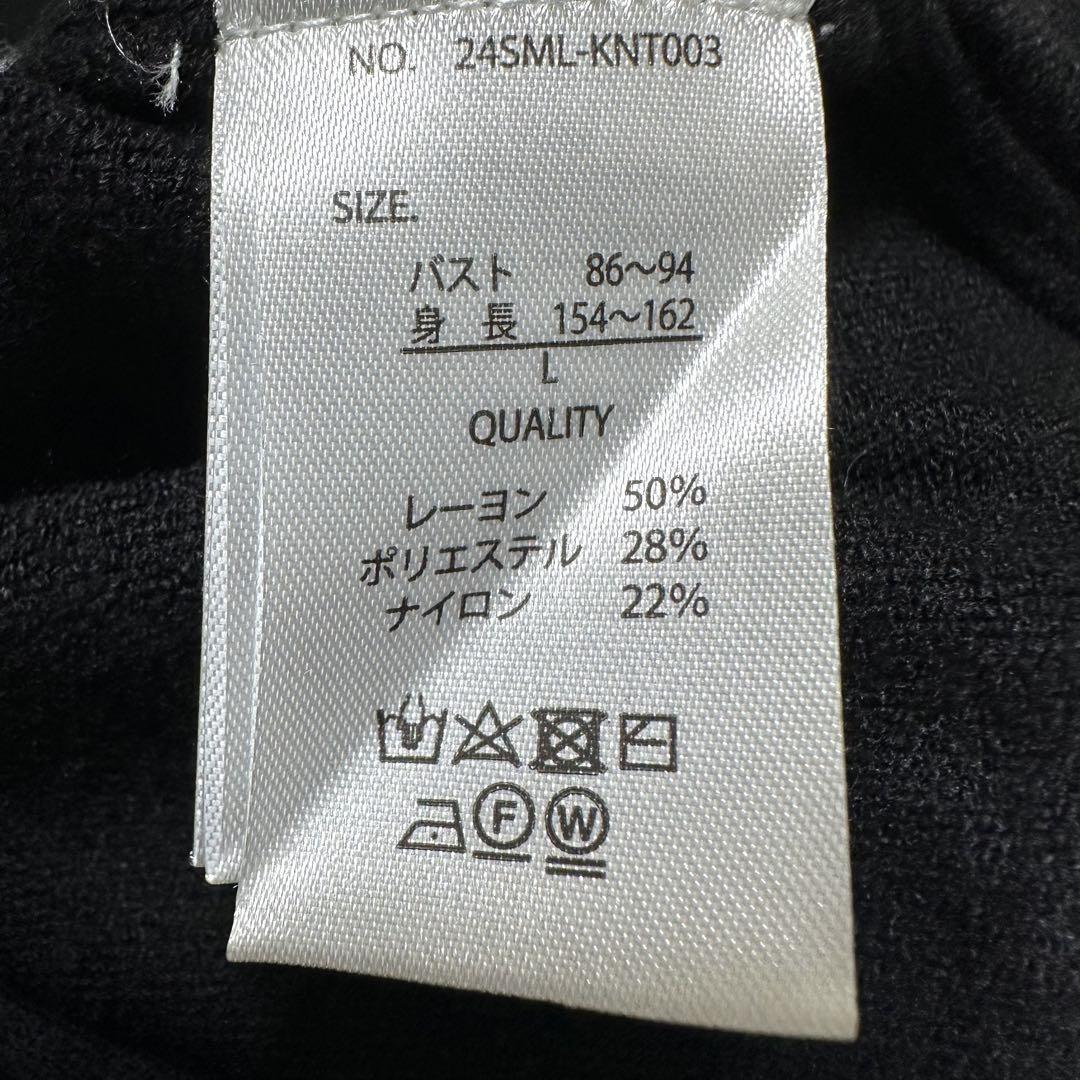 NO. 24SML-KNT003
SIZE.
バスト 86～94
身 長 154～162
L
QUALITY
レーヨン 50%
ポリエステル 28%
ナイロン 22%
F W